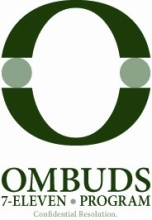 OMBUDS
7-ELEVEN • PROGRAM
Confidential Resolution.